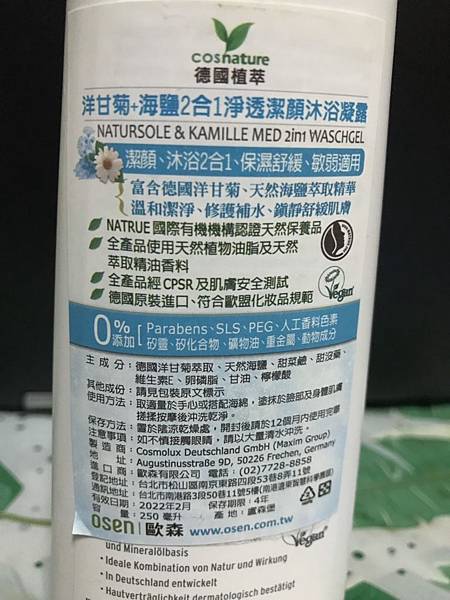 cosnature
德國植萃
洋甘菊+海鹽2合1淨透潔顏沐浴凝露
NATURSOLE & KAMILLE MED 2in1 WASCHGEL
潔顏、沐浴2合1、保濕舒緩、敏弱適用
富含德國洋甘菊、天然海鹽萃取精華
溫和潔淨、修護補水、鎮靜舒緩肌膚
NATRUE 國際有機機構認證天然保養品
全產品使用天然植物油脂及天然
萃取精油香料
全產品經CPSR及肌膚安全測試
德國原裝進口、符合歐盟化妝品規範
Vegan
0% 添加
Parabens、SLS、PEG、人工香料色素
矽靈、矽化合物、礦物油、重金屬、動物成分
主成分：德國洋甘菊萃取、天然海鹽、甜菜鹼、甜沒藥、
維生素E、卵磷脂、甘油、檸檬酸
其他成份：請見包裝原文標示
使用方法：取適量於手心或搭配海綿，塗抹於臉部及身體肌膚
搓揉按摩後沖洗乾淨。
保存方法：置於陰涼乾燥處，開封後請於12個月內使用完畢
注意事項：如不慎接觸眼睛，請以大量清水沖洗。
製造商：Cosmolux Deutschland GmbH (Maxim Group)
地址：Augustinusstraße 9D, 50226 Frechen, Germany
進口商：歐森有限公司 電話：(02)7728-8858
登記地址：台北市松山區南京東路四段53巷8弄11號
通訊地址：台北市南港路3段50巷11號5樓(南港遠東智慧科學園區)
有效日期：2022年2月 保存期限：4年
容量：250 毫升 產地：盧森堡
osen 歐森 www.osen.com.tw
Vegan
und Mineralölbasis
• Ideale Kombination von Natur und Wirkung
• In Deutschland entwickelt
• Hautverträglichkeit dermatologisch bestätigt